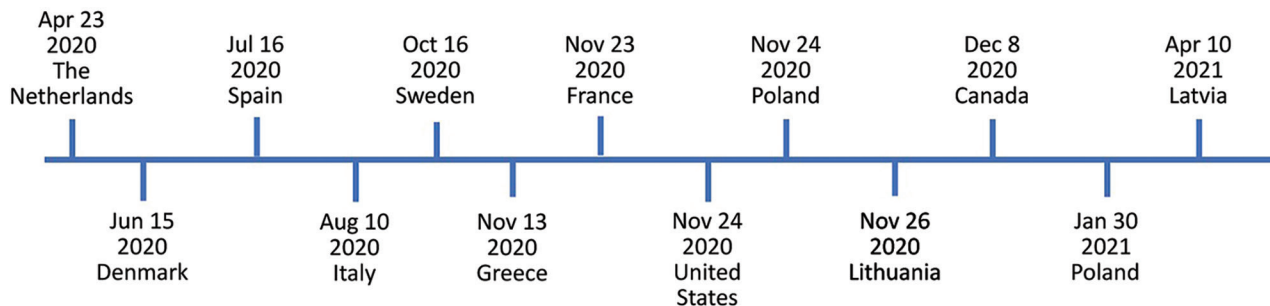 Apr 23
2020
The
Netherlands
Jun 15
2020
Denmark
Jul 16
2020
Spain
Aug 10
2020
Italy
Oct 16
2020
Sweden
Nov 13
2020
Greece
Nov 23
2020
France
Nov 24
2020
United
States
Nov 24
2020
Poland
Nov 26
2020
Lithuania
Dec 8
2020
Canada
Jan 30
2021
Poland
Apr 10
2021
Latvia